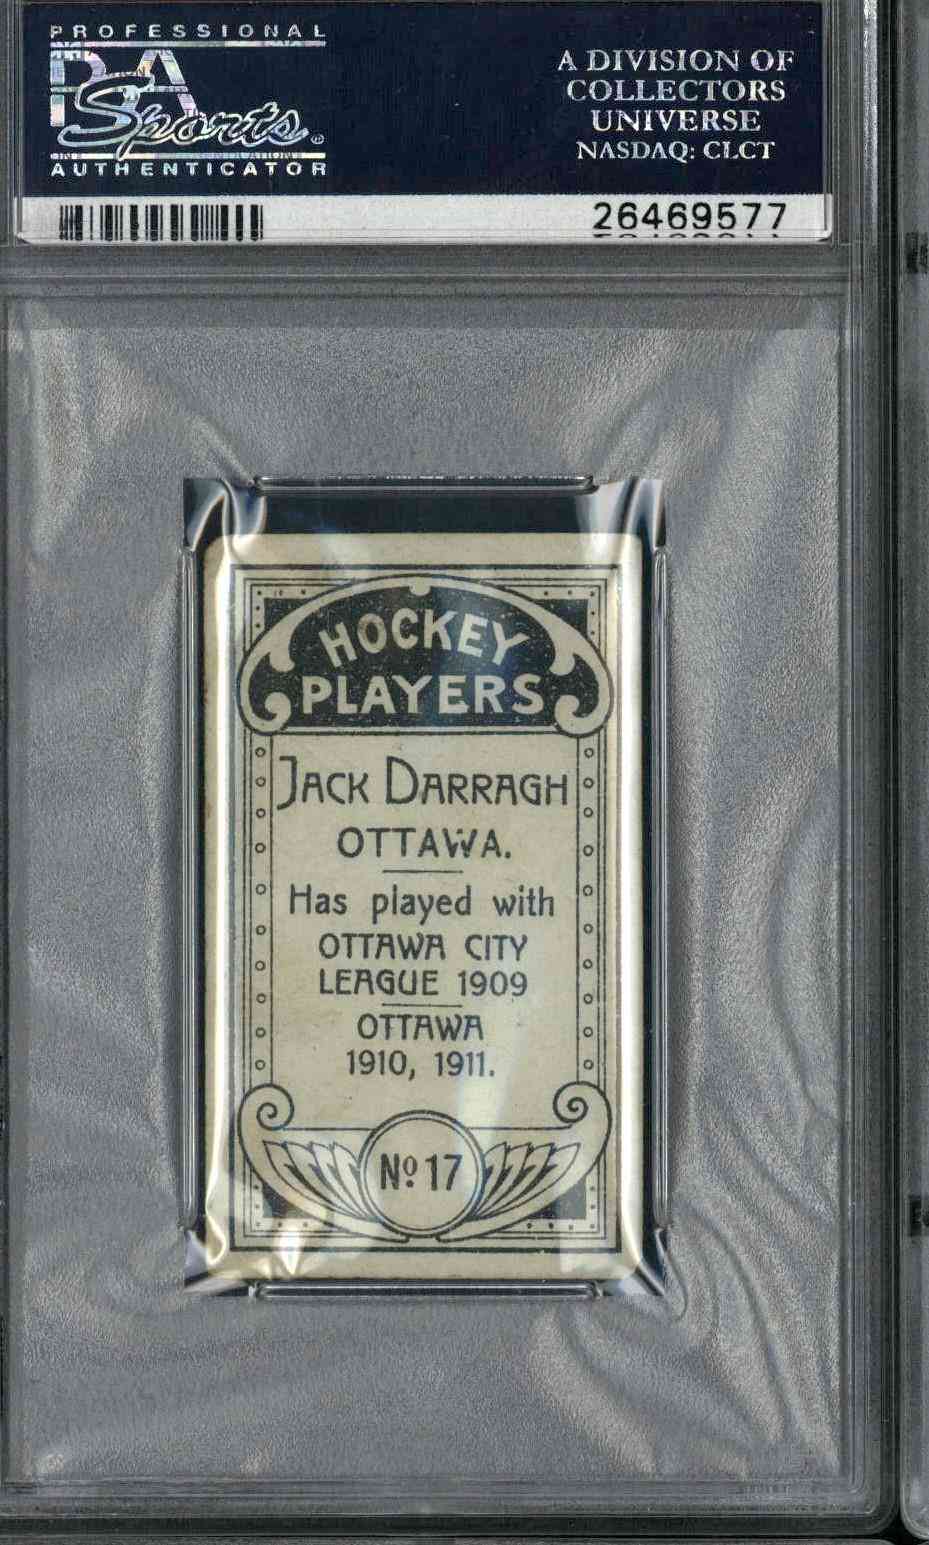 PROFESSIONAL
PSA
Sports
AUTHENTICATOR
A DIVISION OF
COLLECTORS
UNIVERSE
NASDAQ: CLCT
26469577
HOCKEY
PLAYERS
JACK DARRAGH
OTTAWA.
Has played with
OTTAWA CITY
LEAGUE 1909
OTTAWA
1910, 1911.
Nº 17